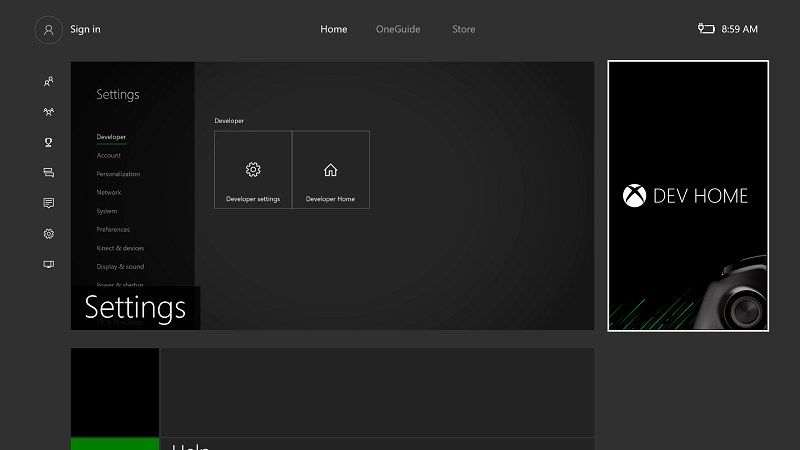 Sign in
Home
OneGuide
Store
8:59 AM
Settings
Developer
Account
Personalization
Network
System
Preferences
Kinect & devices
Display & sound
Power & startup
Developer
Developer settings
Developer Home
Settings
DEV HOME
Help